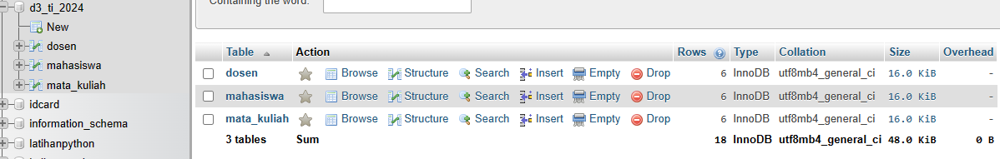 d3_ti_2024
New
dosen
mahasiswa
mata_kuliah
idcard
information_schema
latihanpython
Containing the word:
Table Action Rows Type Collation Size Overhead
dosen Browse Structure Search Insert Empty Drop 6 InnoDB utf8mb4_general_ci 16.0 KiB -
mahasiswa Browse Structure Search Insert Empty Drop 6 InnoDB utf8mb4_general_ci 16.0 KiB -
mata_kuliah Browse Structure Search Insert Empty Drop 6 InnoDB utf8mb4_general_ci 16.0 KiB -
3 tables Sum 18 InnoDB utf8mb4_general_ci 48.0 KiB 0 B